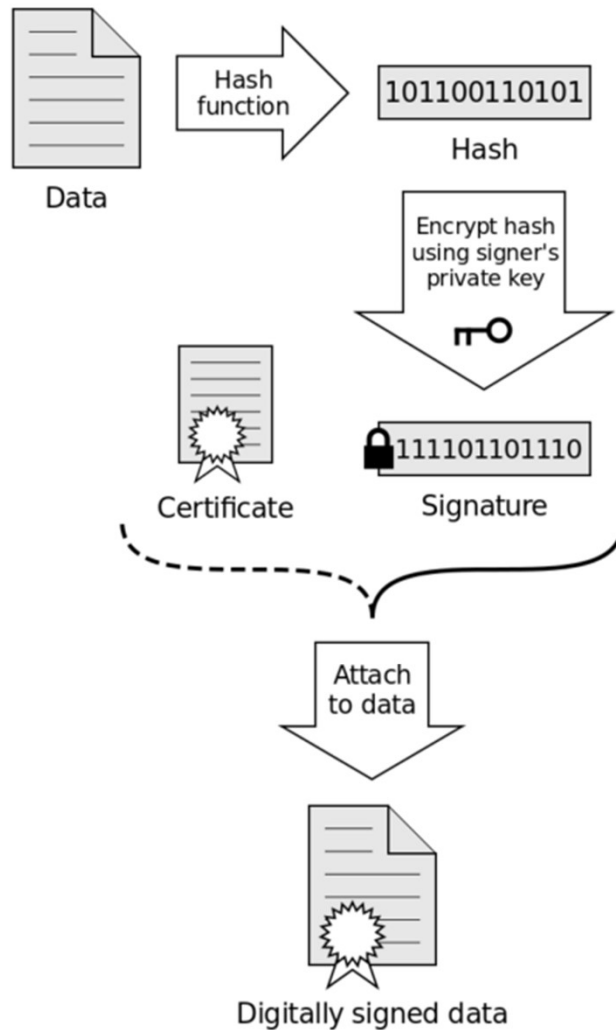 Hash
function
101100110101
Hash
Data
Encrypt hash
using signer's
private key
111101101110
Certificate
Signature
Attach
to data
Digitally signed data